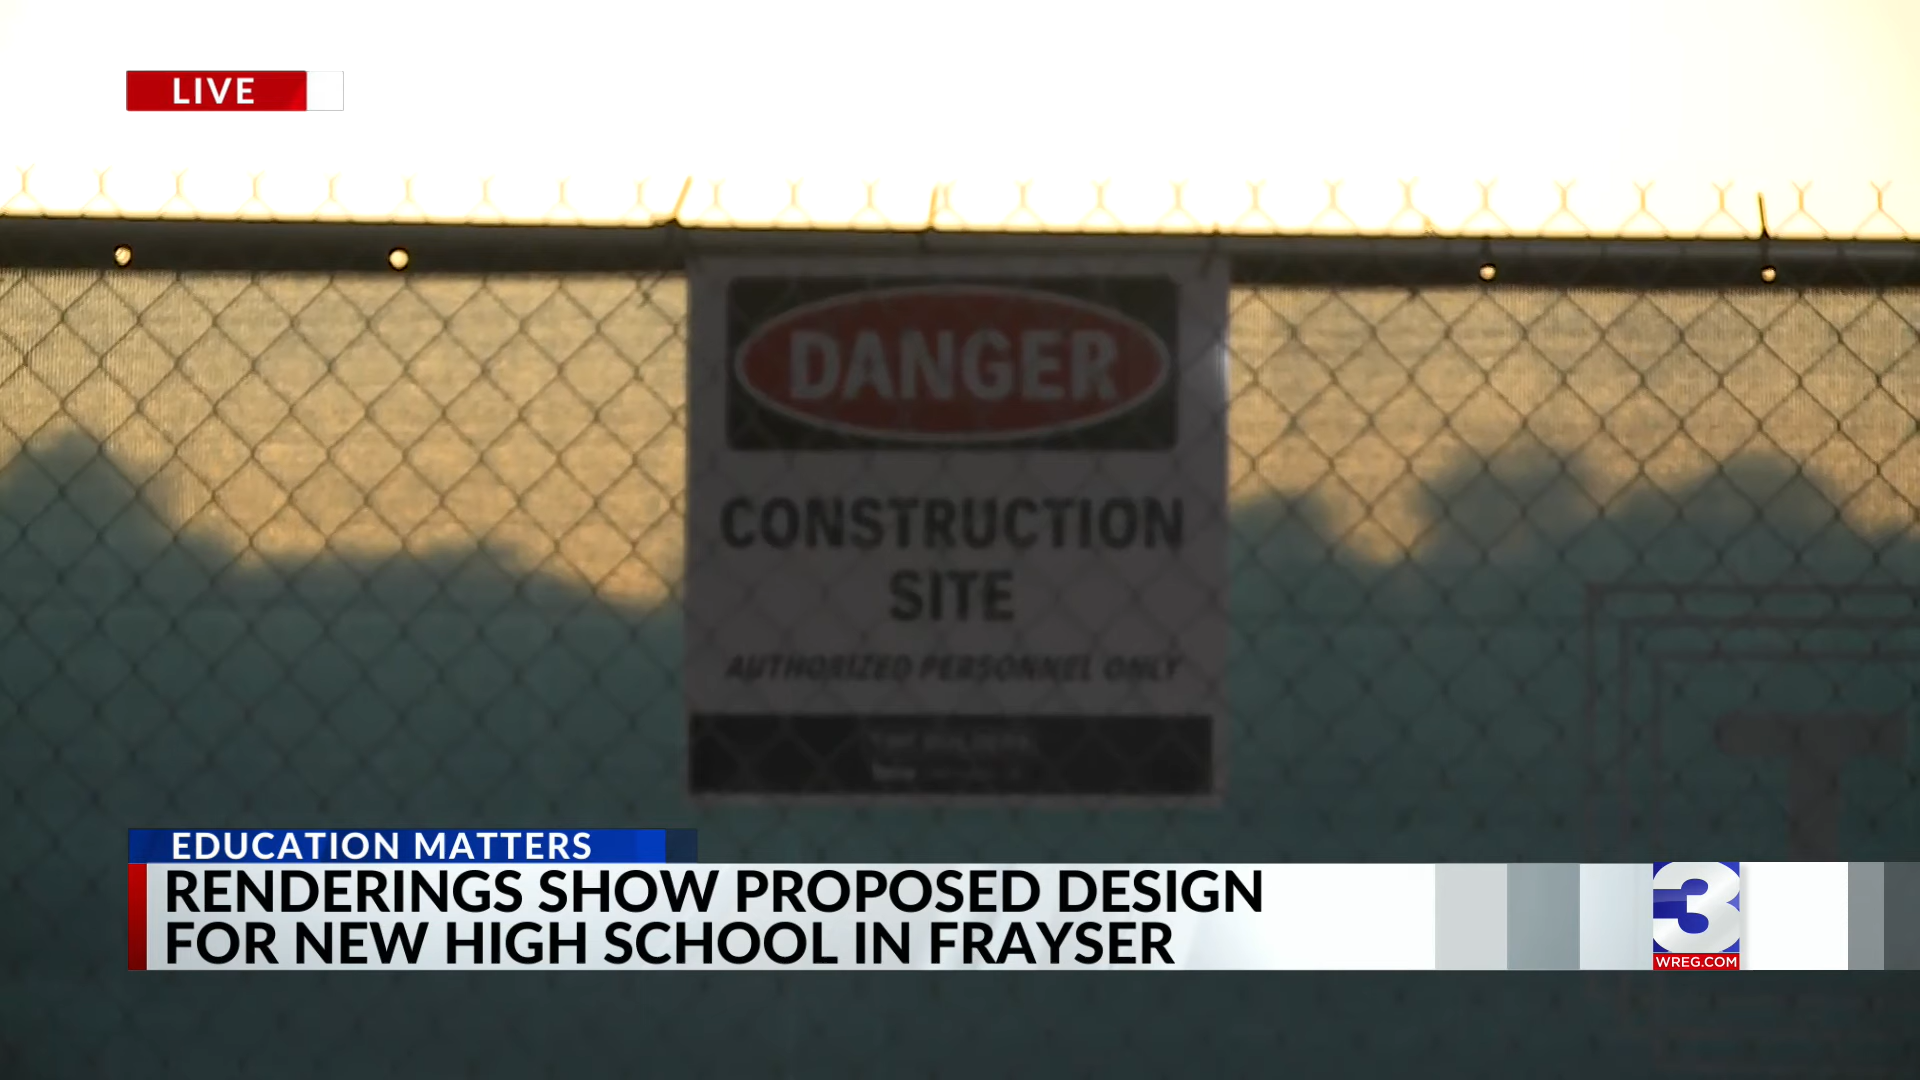 LIVE
DANGER
CONSTRUCTION
SITE
AUTHORIZED PERSONNEL ONLY
EDUCATION MATTERS
RENDERINGS SHOW PROPOSED DESIGN
FOR NEW HIGH SCHOOL IN FRAYSER
3
WREG.COM